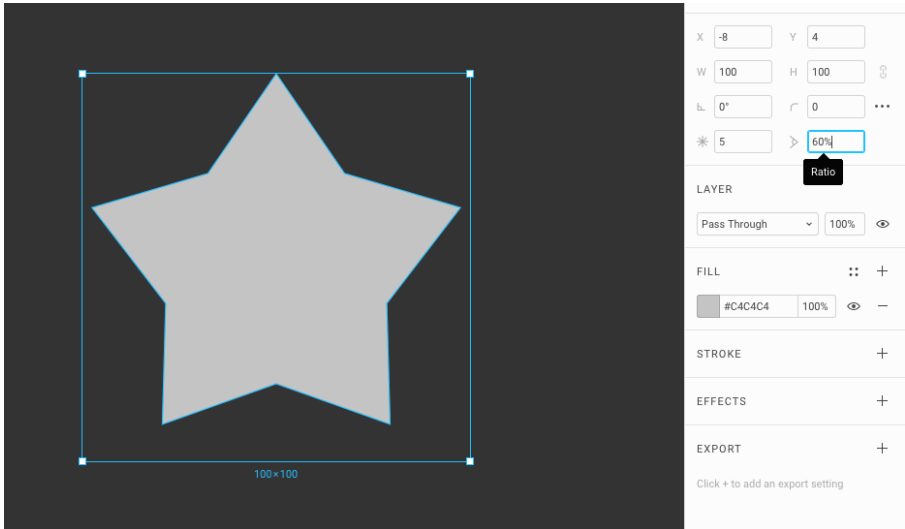 X -8 Y 4
W 100 H 100
0° 0
5 60%
Ratio
LAYER
Pass Through 100%
FILL
#C4C4C4 100%
STROKE
EFFECTS
EXPORT
100×100
Click + to add an export setting